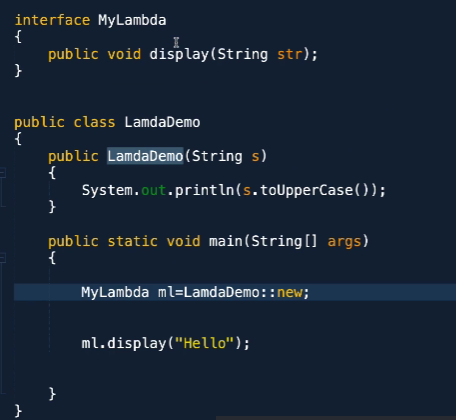 interface MyLambda
{
public void display(String str);
}
public class LamdaDemo
{
public LamdaDemo(String s)
{
System.out.println(s.toUpperCase());
}
public static void main(String[] args)
{
MyLambda ml=LamdaDemo::new;
ml.display("Hello");
}
}